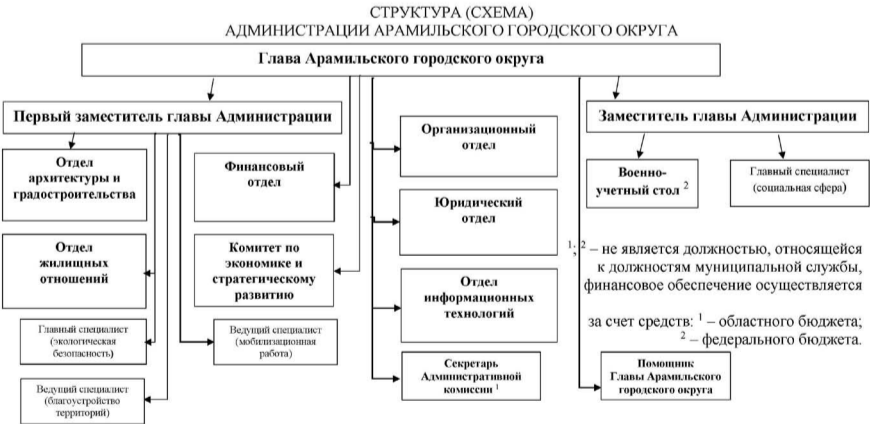 СТРУКТУРА (СХЕМА)
АДМИНИСТРАЦИИ АРАМИЛЬСКОГО ГОРОДСКОГО ОКРУГА
Глава Арамильского городского округа
Первый заместитель главы Администрации
Отдел
архитектуры и
градостроительства
Отдел
жилищных
отношений
Главный специалист
(экологическая
безопасность)
Ведущий специалист
(благоустройство
территорий)
Финансовый
отдел
Комитет по
экономике и
стратегическому
развитию
Ведущий специалист
(мобилизационная
работа)
Организационный
отдел
Юридический
отдел
Отдел
информационных
технологий
Секретарь
Административной
комиссии ¹
Заместитель главы Администрации
Военно-
учетный стол ²
Главный специалист
(социальная сфера)
¹; ² – не является должностью, относящейся
к должностям муниципальной службы,
финансовое обеспечение осуществляется
за счет средств: ¹ – областного бюджета;
² – федерального бюджета.
Помощник
Главы Арамильского
городского округа